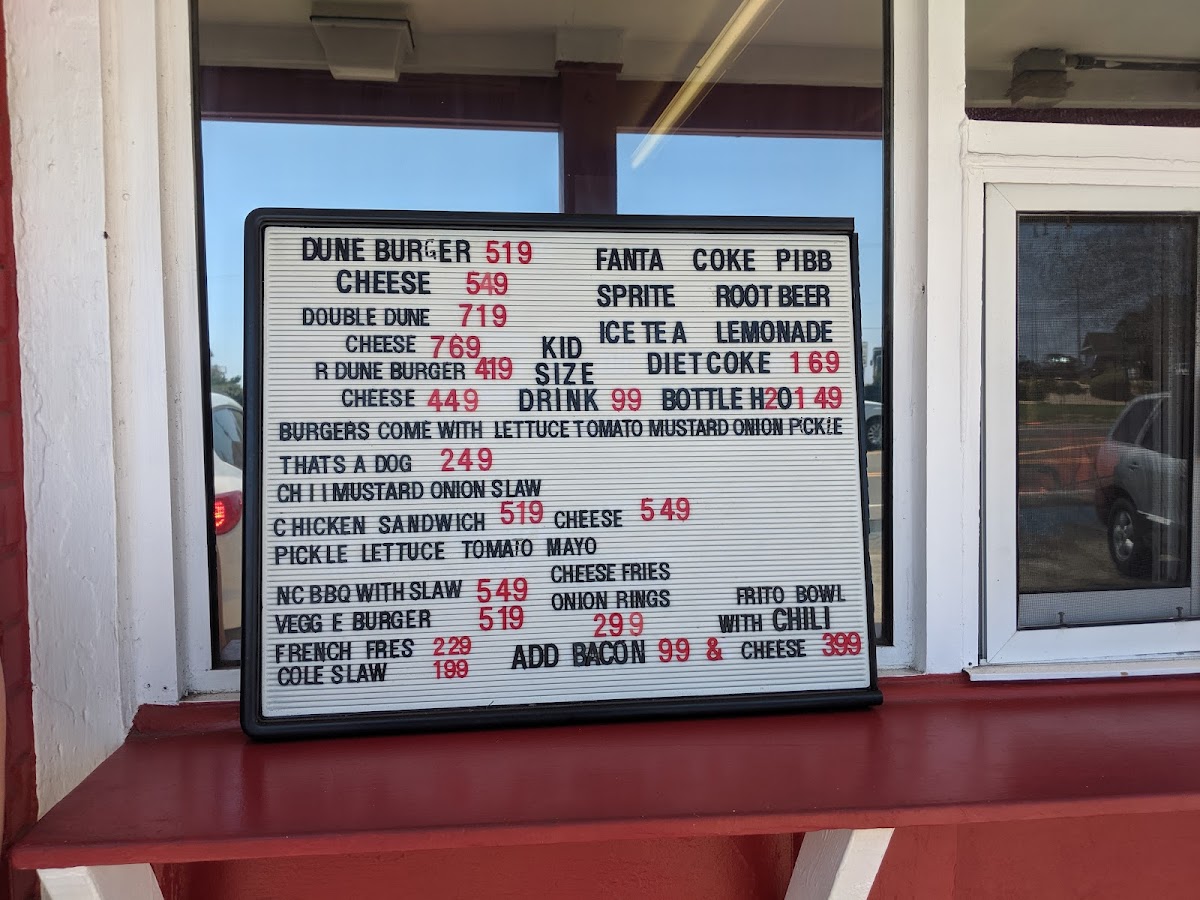 DUNE BURGER 519
CHEESE 549
DOUBLE DUNE 719
CHEESE 769
R DUNE BURGER 419
CHEESE 449
FANTA COKE PIBB
SPRITE ROOT BEER
ICE TEA LEMONADE
DIET COKE 169
KID
SIZE
DRINK 99
BOTTLE H2O 149
BURGERS COME WITH LETTUCE TOMATO MUSTARD ONION PICKLE
THATS A DOG 249
CH I I MUSTARD ONION SLAW
CHICKEN SANDWICH 519 CHEESE 549
PICKLE LETTUCE TOMATO MAYO
NC BBQ WITH SLAW 549
VEGG E BURGER 519
FRENCH FRES 229
COLE SLAW 199
CHEESE FRIES
ONION RINGS
299
ADD BACON 99 &
FRITO BOWL
WITH CHILI
CHEESE 399